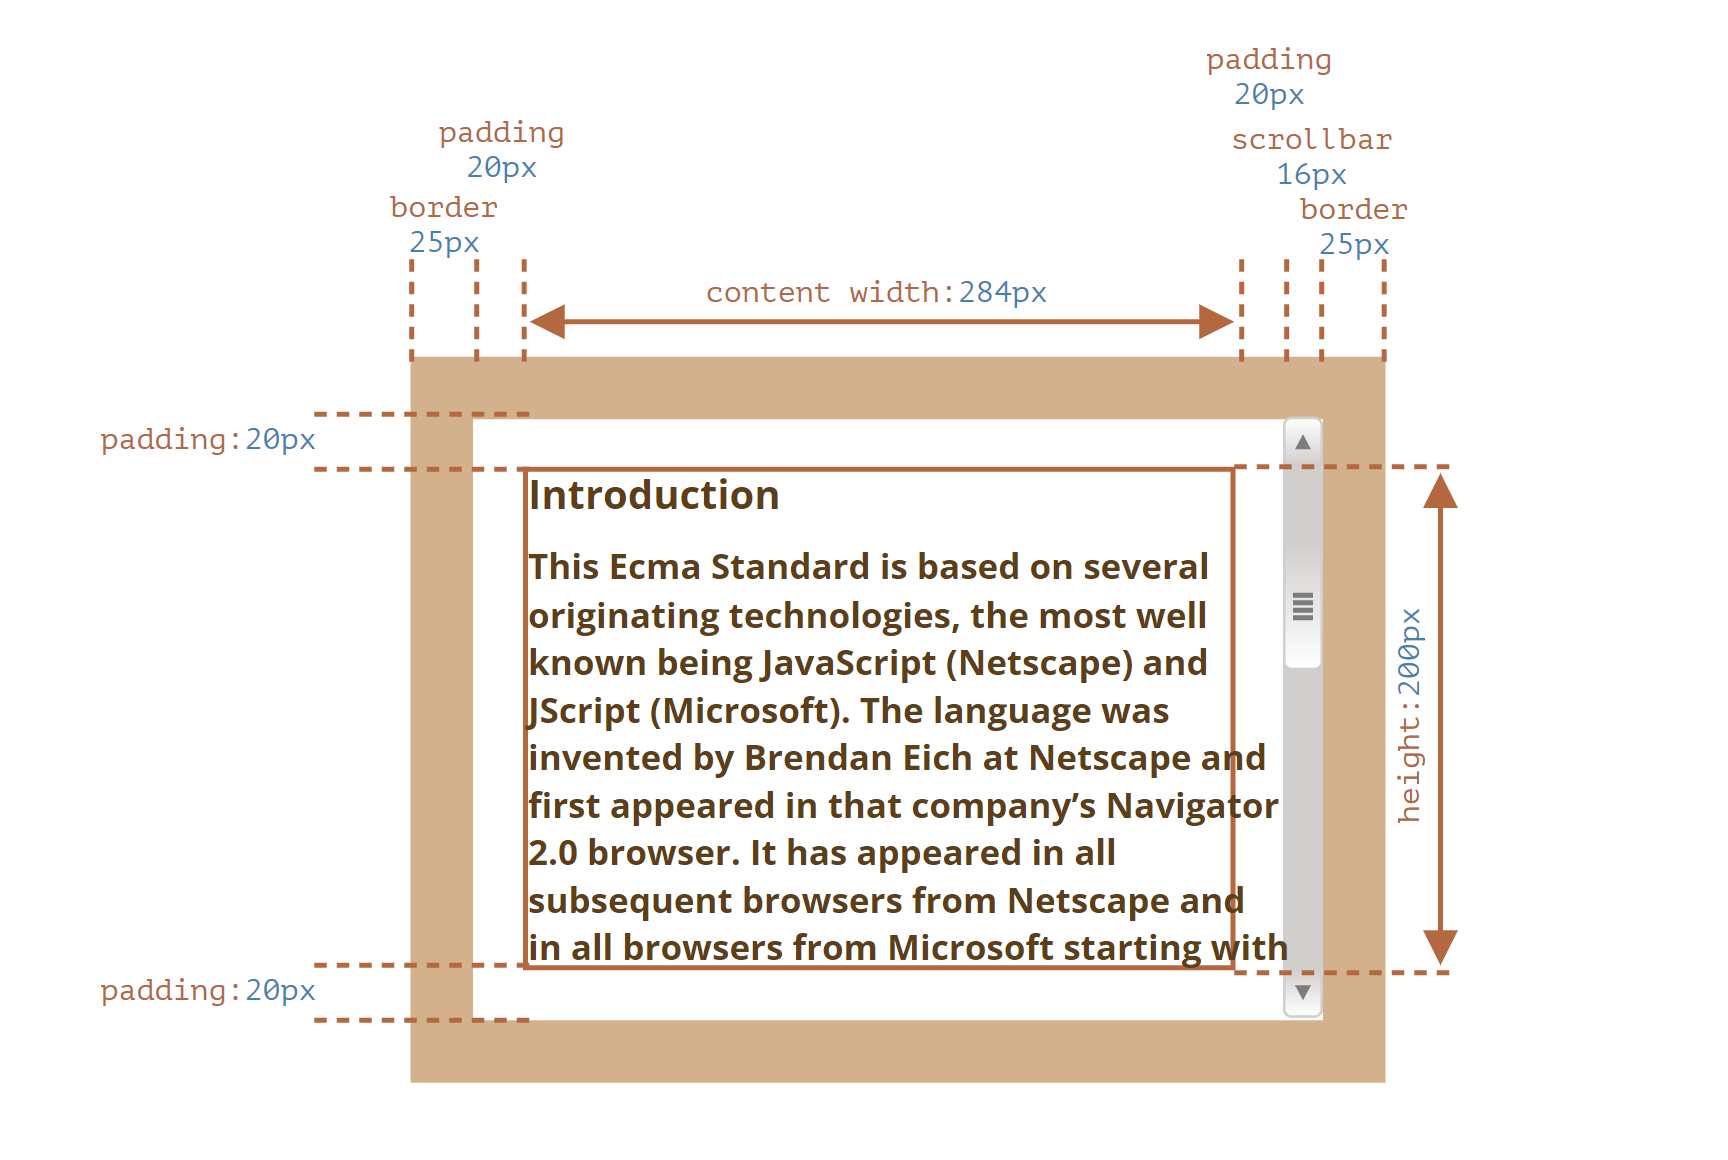 padding
20px
padding
20px
scrollbar
16px
border
25px
border
25px
content width:284px
padding:20px
Introduction
This Ecma Standard is based on several
originating technologies, the most well
known being JavaScript (Netscape) and
JScript (Microsoft). The language was
invented by Brendan Eich at Netscape and
first appeared in that company’s Navigator
2.0 browser. It has appeared in all
subsequent browsers from Netscape and
in all browsers from Microsoft starting with
height:200px
padding:20px